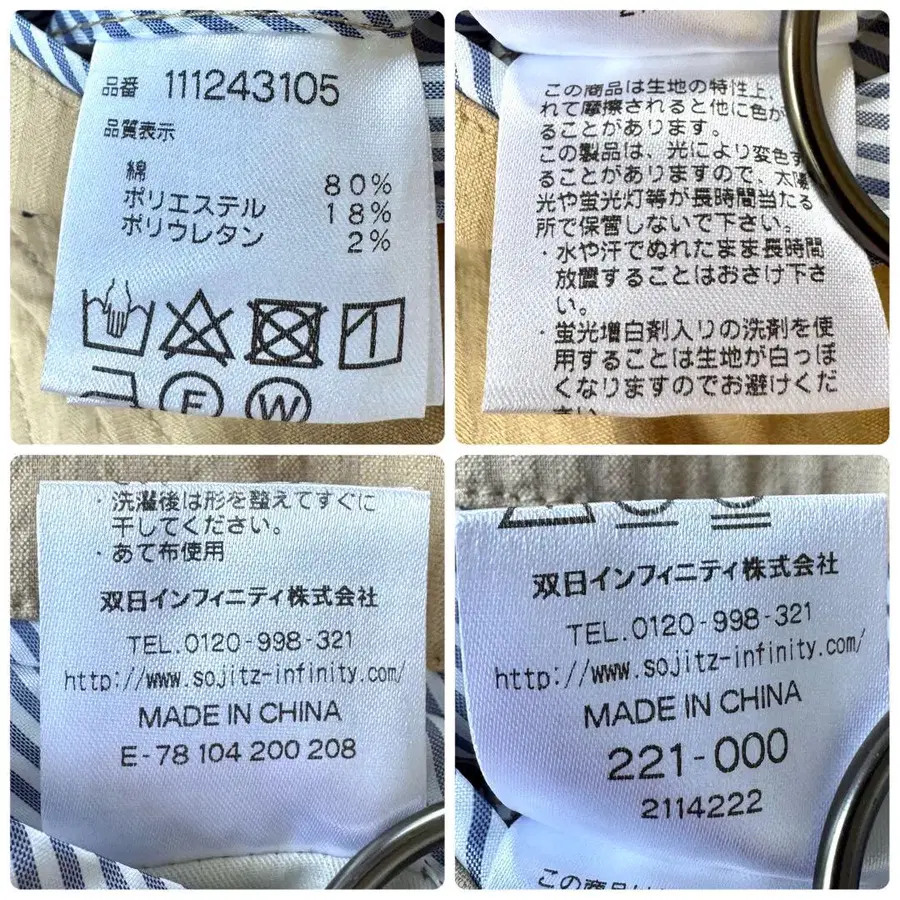 品番 111243105
品質表示
綿 80%
ポリエステル 18%
ポリウレタン 2%
F W
この商品は生地の特性上、
れて摩擦されると他に色が
ることがあります。
この製品は、光により変色す
ることがありますので、太陽
光や蛍光灯等が長時間当たる
所で保管しないで下さい。
・水や汗でぬれたまま長時間
放置することはおさけ下さ
い。
・蛍光増白剤入りの洗剤を使
用することは生地が白っぽ
くなりますのでお避けくだ
さい。
・洗濯後は形を整えてすぐに
干してください。
・あて布使用
双日インフィニティ株式会社
TEL.0120-998-321
http://www.sojitz-infinity.com/
MADE IN CHINA
E-78 104 200 208
双日インフィニティ株式会社
TEL.0120-998-321
http://www.sojitz-infinity.com/
MADE IN CHINA
221-000
2114222
この商品は